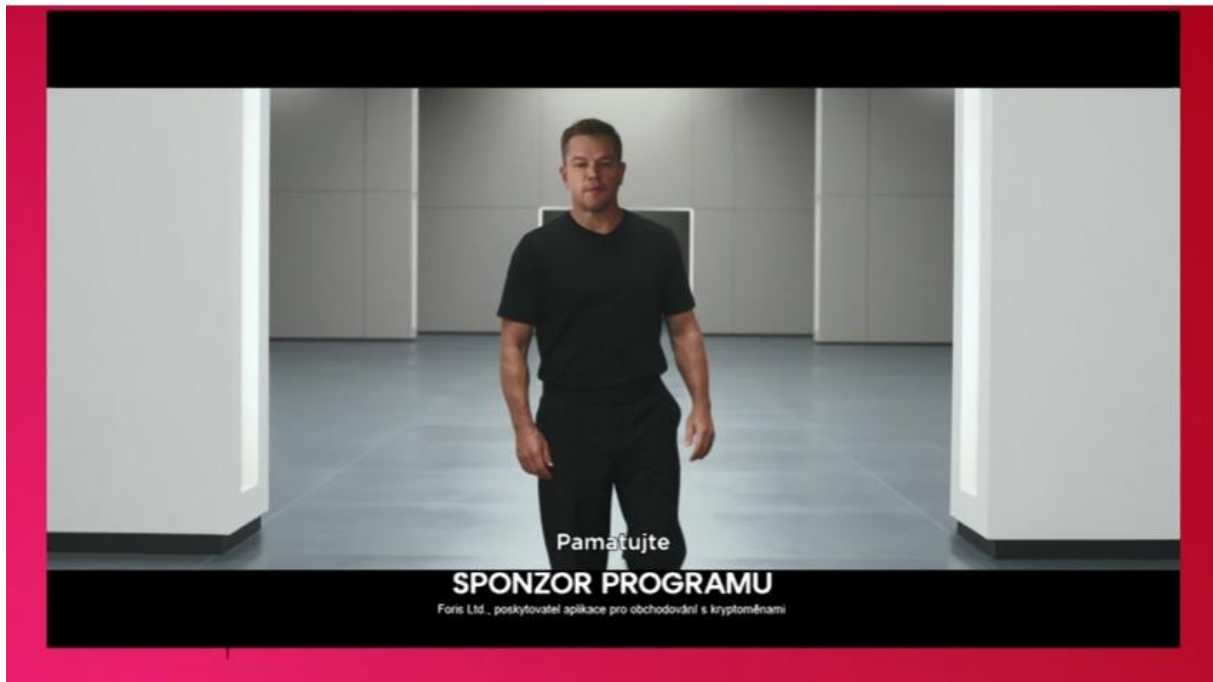 Pamatujte
SPONZOR PROGRAMU
Foris Ltd., poskytovatel aplikace pro obchodování s kryptoměnami